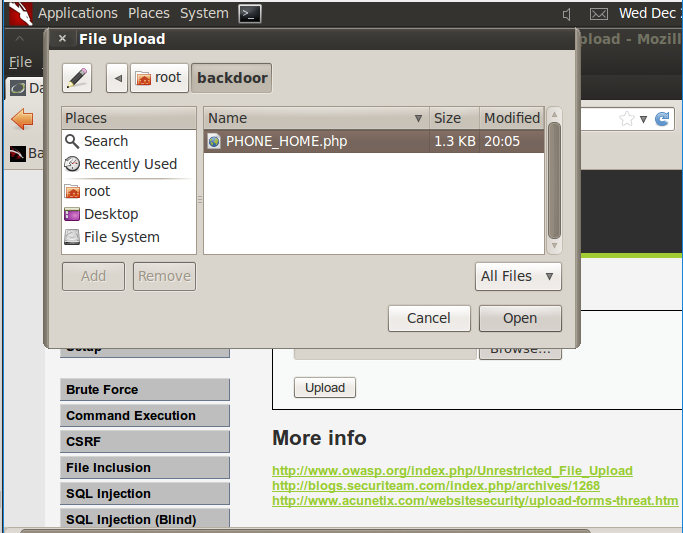 Applications Places System
Wed Dec
File Upload
pload - Mozill
File
root
backdoor
Da
Places
Name
Size
Modified
Search
PHONE_HOME.php
1.3 KB
20:05
Recently Used
Ba
root
Desktop
File System
Add
Remove
All Files
Cancel
Open
Setup
Browse...
Upload
Brute Force
Command Execution
CSRF
File Inclusion
SQL Injection
SQL Injection (Blind)
More info
http://www.owasp.org/index.php/Unrestricted_File_Upload
http://blogs.securiteam.com/index.php/archives/1268
http://www.acunetix.com/websitesecurity/upload-forms-threat.htm